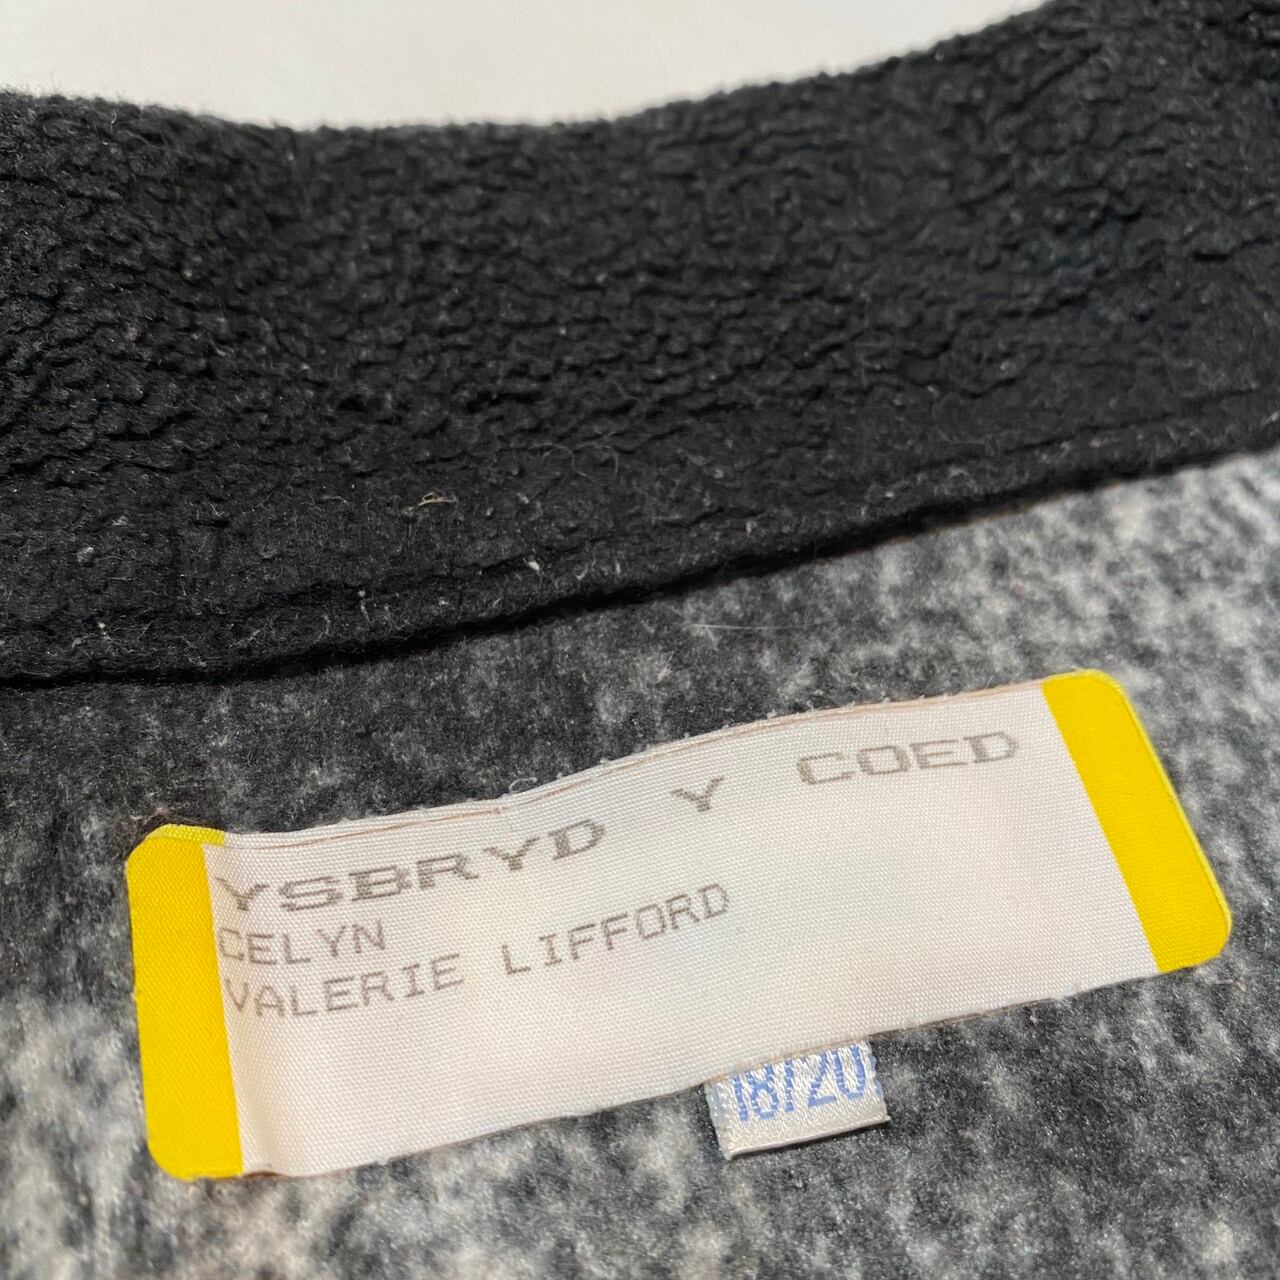 YSBRYD Y COED
CELYN
VALERIE LIFFORD
18/20